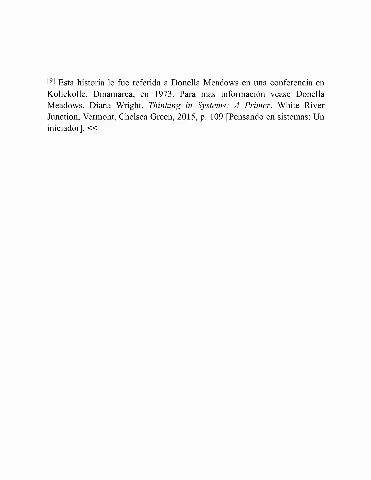 [9] Esta historia le fue referida a Donella Meadows en una conferencia en
Kollekolle, Dinamarca, en 1973. Para más información véase Donella
Meadows, Diana Wright, Thinking in Systems: A Primer, White River
Junction, Vermont, Chelsea Green, 2015, p. 109 [Pensando en sistemas: Un
iniciador]. <<